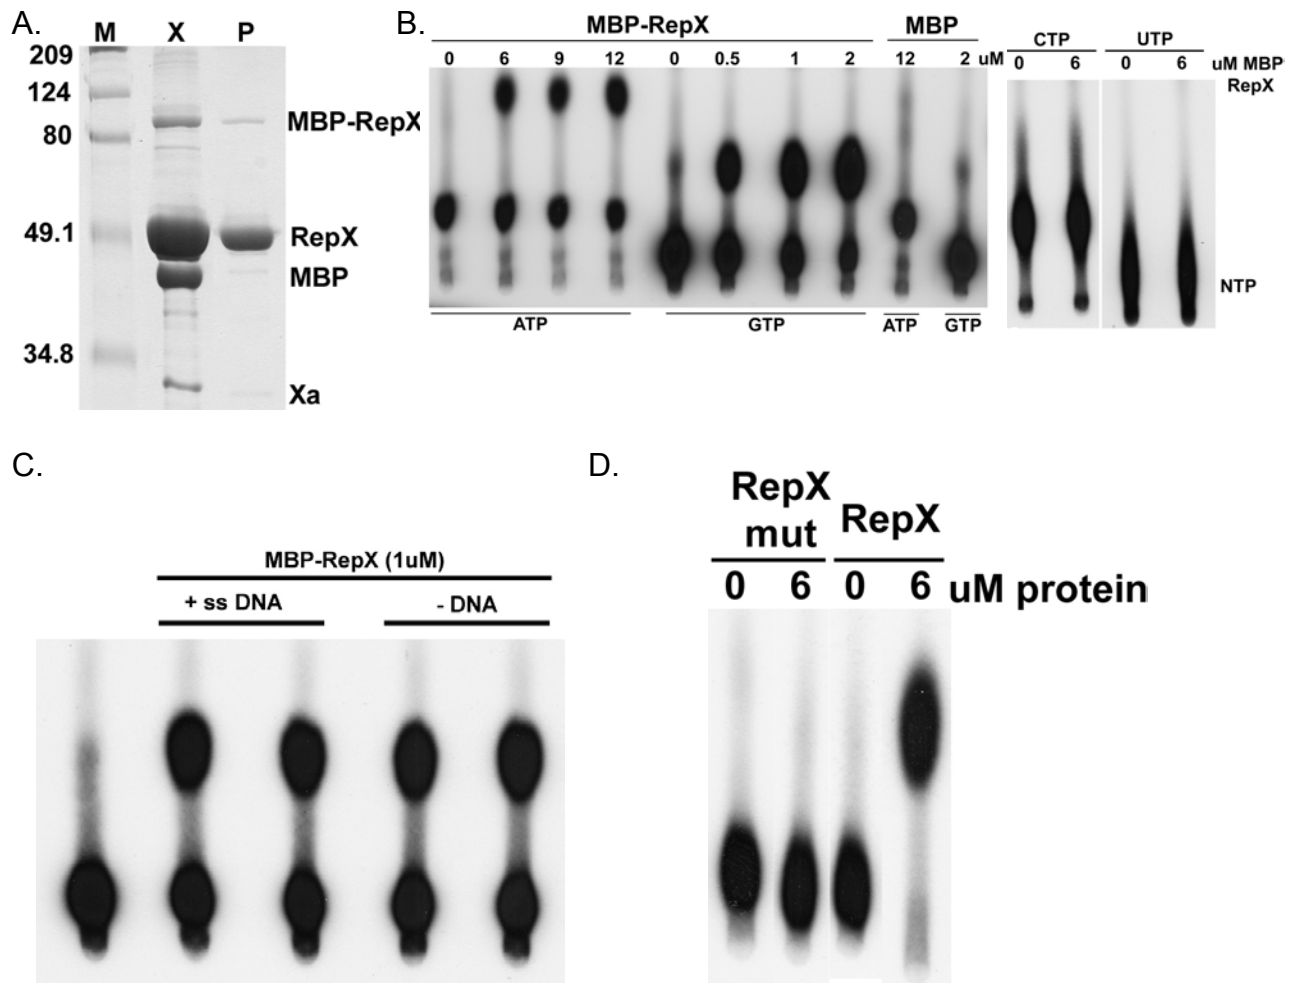 A.
M X P
209
124
80
49.1
34.8
MBP-RepX
RepX
MBP
Xa
B.
MBP-RepX MBP
0 6 9 12 0 0.5 1 2 12 2 uM
ATP GTP ATP GTP
CTP UTP
0 6 0 6 uM MBP
RepX
NTP
C.
MBP-RepX (1uM)
+ ss DNA - DNA
D.
RepX
mut RepX
0 6 0 6 uM protein